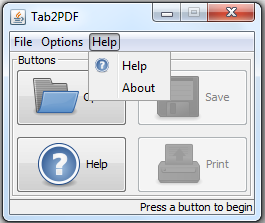 Tab2PDF
File Options Help
Buttons
Help
About
Save
Help
Print
Press a button to begin